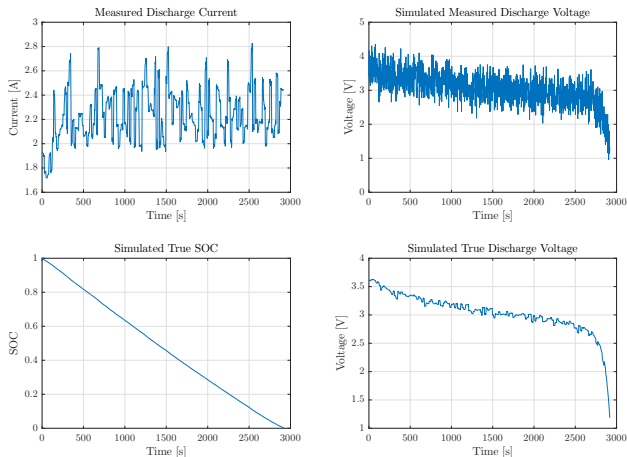 Measured Discharge Current
3
2.8
2.6
2.4
2.2
2
1.8
1.6
Current [A]
0 500 1000 1500 2000 2500 3000
Time [s]
Simulated Measured Discharge Voltage
5
4
3
2
1
0
Voltage [V]
0 500 1000 1500 2000 2500 3000
Time [s]
Simulated True SOC
1
0.8
0.6
0.4
0.2
0
SOC
0 500 1000 1500 2000 2500 3000
Time [s]
Simulated True Discharge Voltage
4
3.5
3
2.5
2
1.5
1
Voltage [V]
0 500 1000 1500 2000 2500 3000
Time [s]